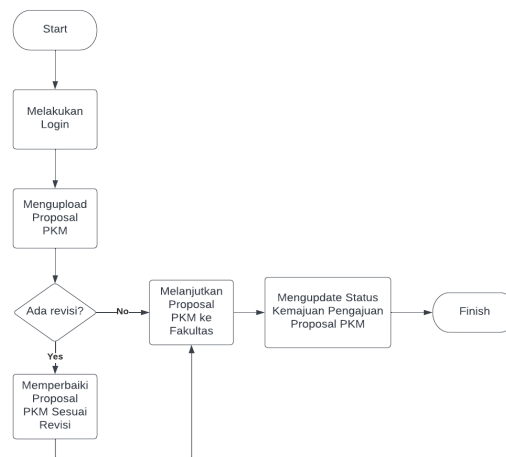 Start
Melakukan
Login
Mengupload
Proposal
PKM
Ada revisi?
No
Melanjutkan
Proposal
PKM ke
Fakultas
Mengupdate Status
Kemajuan Pengajuan
Proposal PKM
Finish
Yes
Memperbaiki
Proposal
PKM Sesuai
Revisi